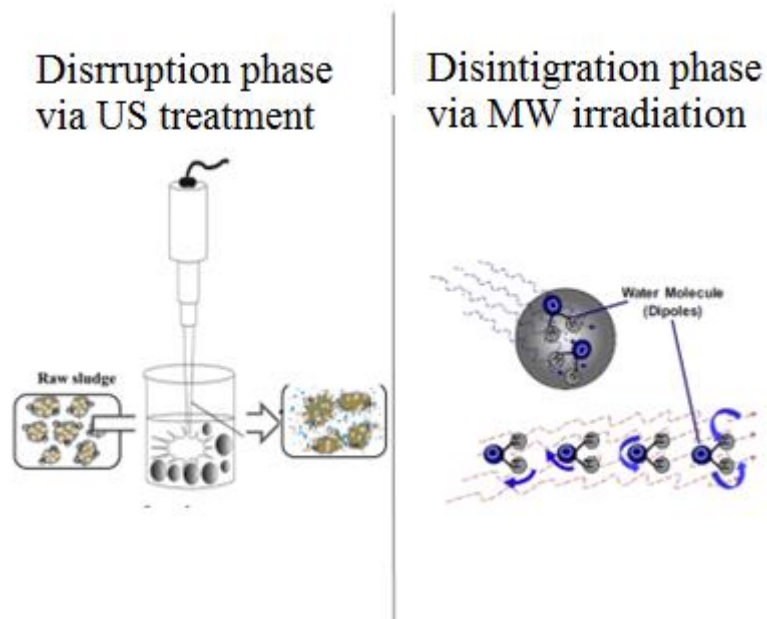 Disrruption phase
via US treatment
Disintigration phase
via MW irradiation
Raw sludge
Water Molecule
(Dipoles)